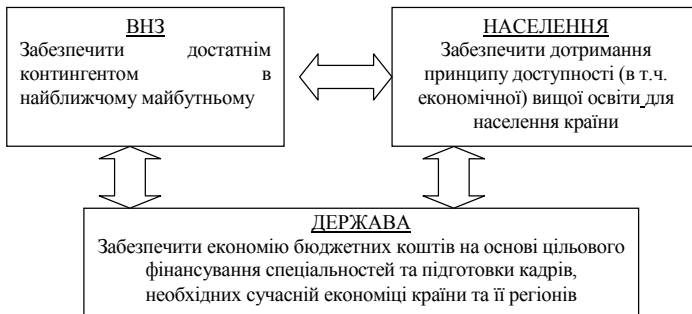 ВНЗ
Забезпечити достатнім
контингентом в
найближчому майбутньому
НАСЕЛЕННЯ
Забезпечити дотримання
принципу доступності (в т.ч.
економічної) вищої освіти для
населення країни
ДЕРЖАВА
Забезпечити економію бюджетних коштів на основі цільового
фінансування спеціальностей та підготовки кадрів,
необхідних сучасній економіці країни та її регіонів